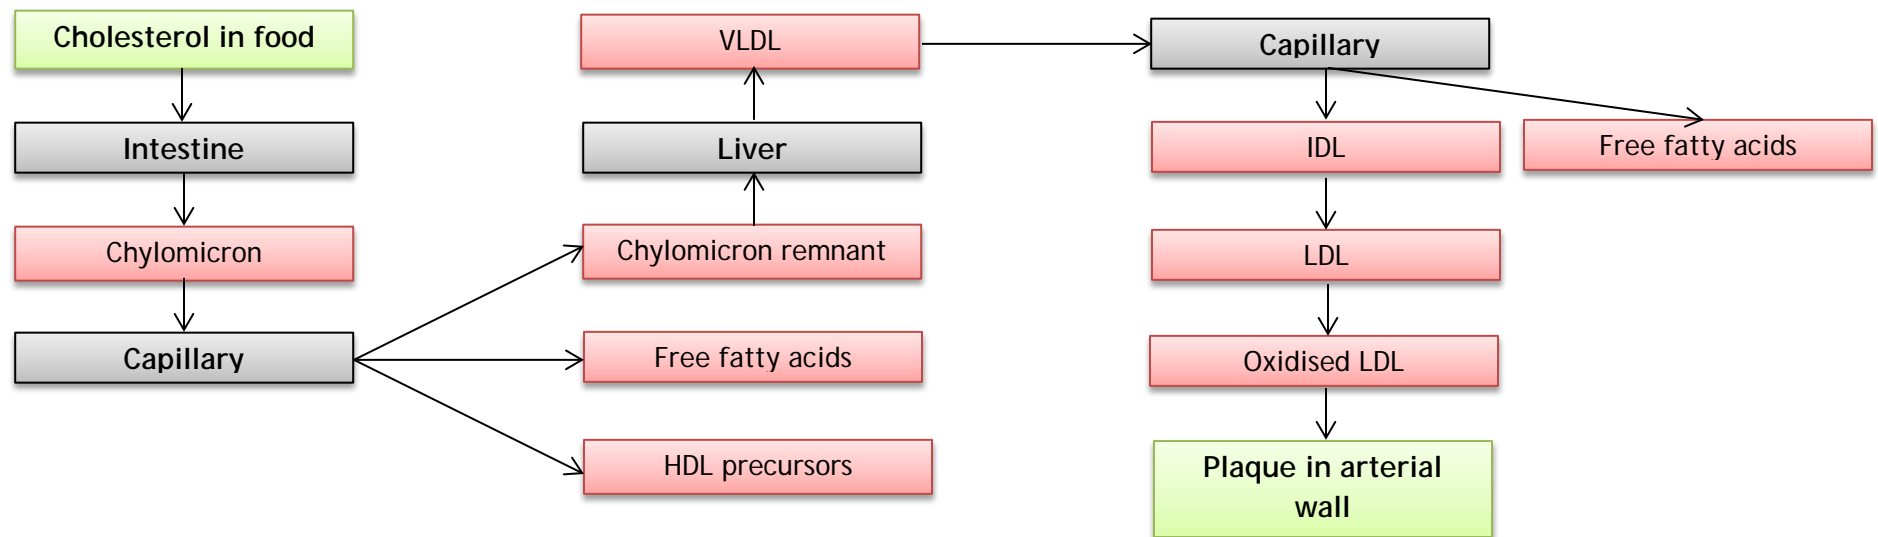 Cholesterol in food
Intestine
Chylomicron
Capillary
VLDL
Liver
Chylomicron remnant
Free fatty acids
HDL precursors
Capillary
IDL
Free fatty acids
LDL
Oxidised LDL
Plaque in arterial
wall